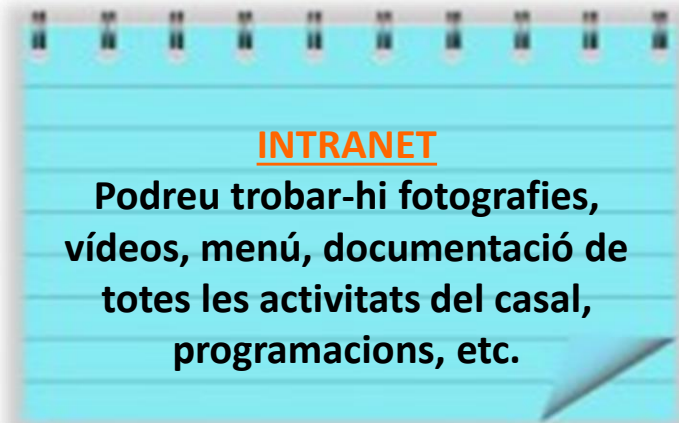 INTRANET
Podreu trobar-hi fotografies,
vídeos, menú, documentació de
totes les activitats del casal,
programacions, etc.